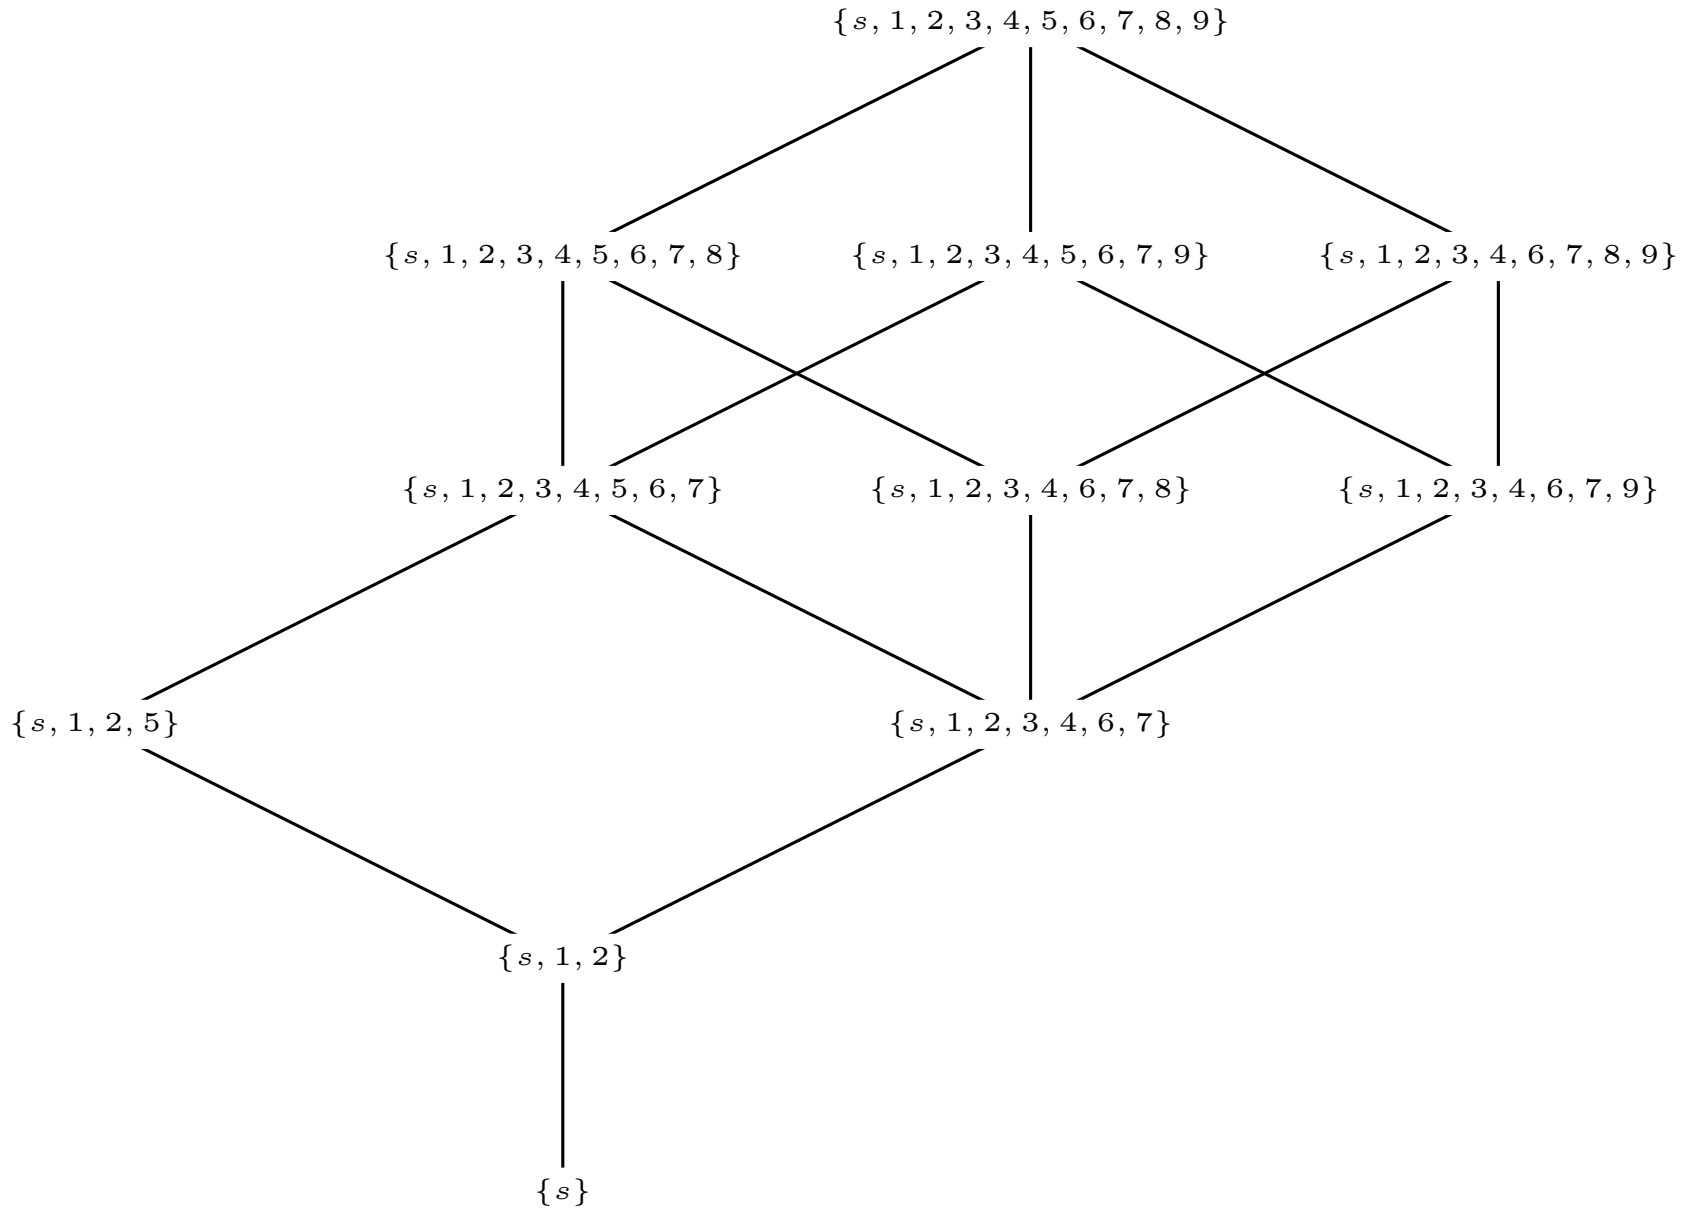 {s, 1, 2, 3, 4, 5, 6, 7, 8, 9}
{s, 1, 2, 3, 4, 5, 6, 7, 8}
{s, 1, 2, 3, 4, 5, 6, 7, 9}
{s, 1, 2, 3, 4, 6, 7, 8, 9}
{s, 1, 2, 3, 4, 5, 6, 7}
{s, 1, 2, 3, 4, 6, 7, 8}
{s, 1, 2, 3, 4, 6, 7, 9}
{s, 1, 2, 5}
{s, 1, 2, 3, 4, 6, 7}
{s, 1, 2}
{s}